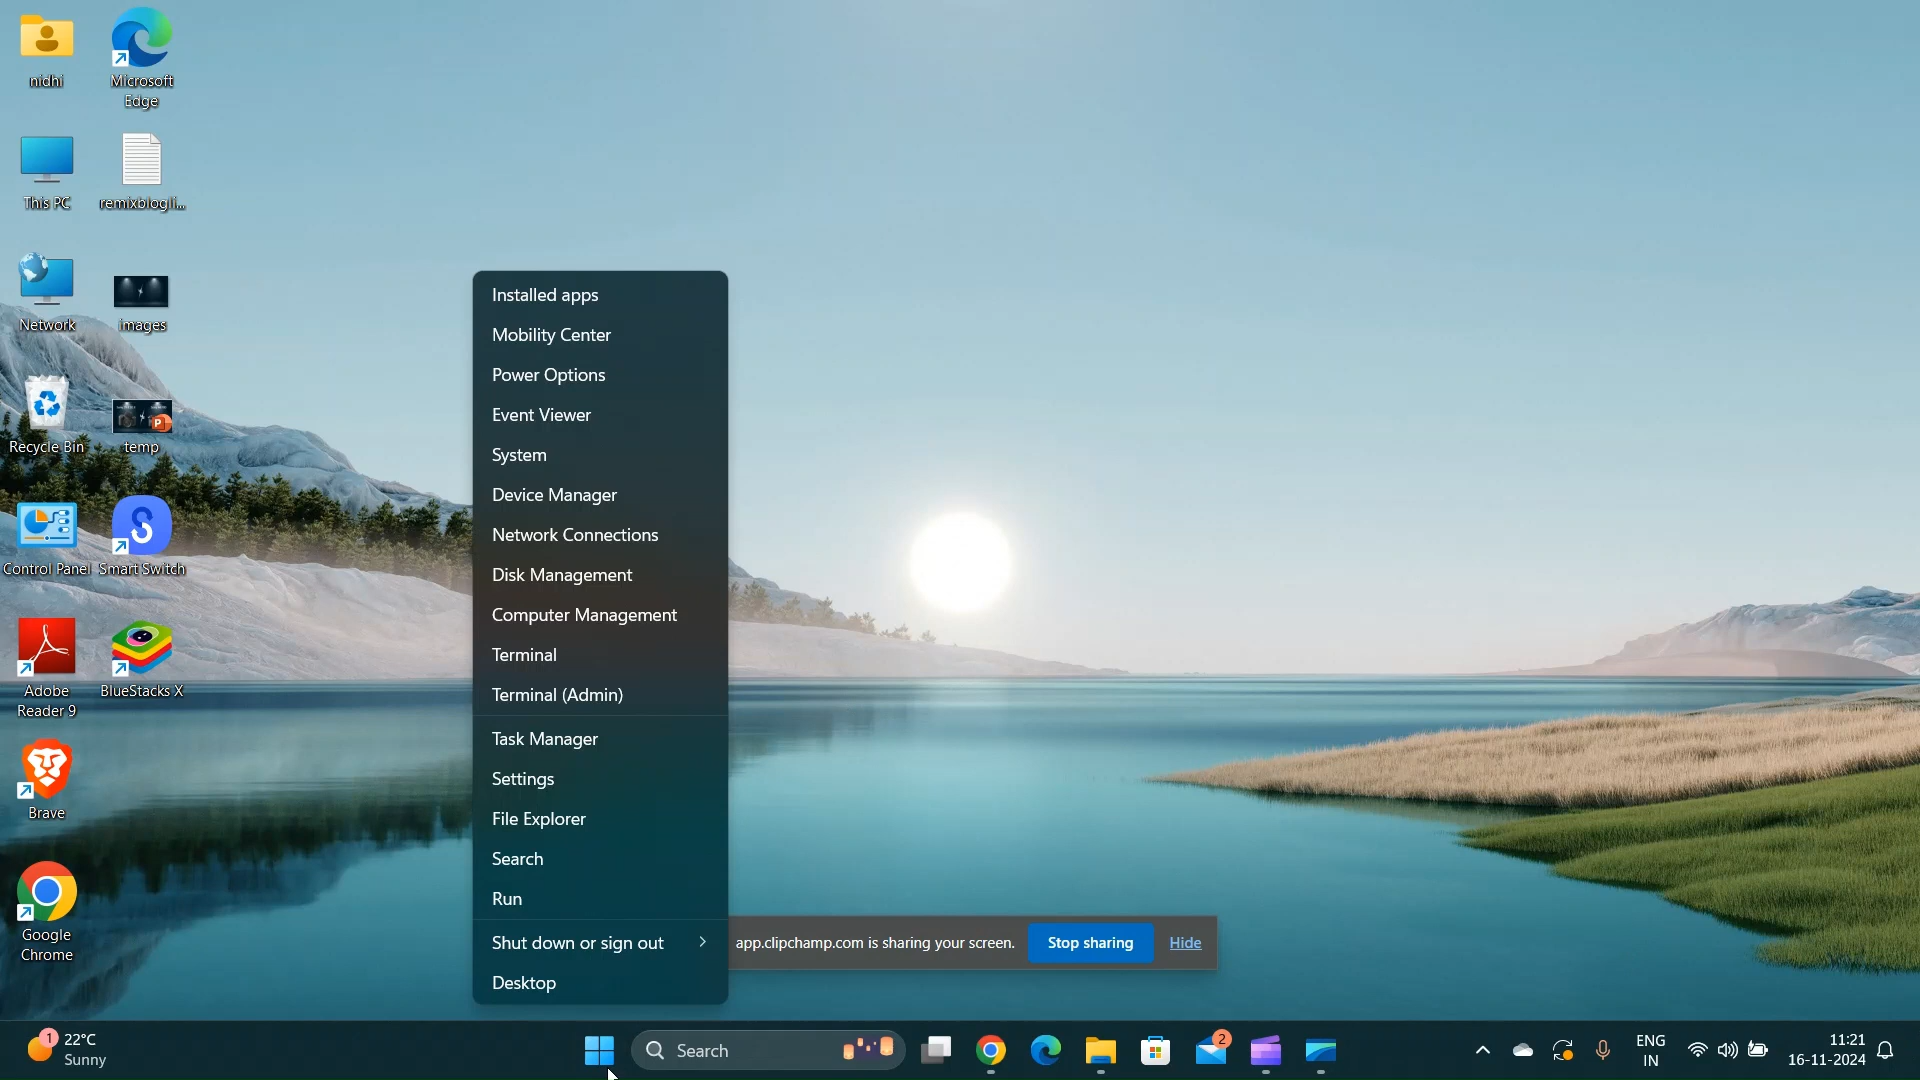 nidhi
Microsoft
Edge
This PC
remixblogli...
Network
images
Recycle Bin
temp
Control Panel
Smart Switch
Adobe
Reader 9
BlueStacks X
Brave
Google
Chrome
Installed apps
Mobility Center
Power Options
Event Viewer
System
Device Manager
Network Connections
Disk Management
Computer Management
Terminal
Terminal (Admin)
Task Manager
Settings
File Explorer
Search
Run
Shut down or sign out
Desktop
app.clipchamp.com is sharing your screen.
Stop sharing
Hide
1
22°C
Sunny
Search
2
ENG
IN
11:21
16-11-2024